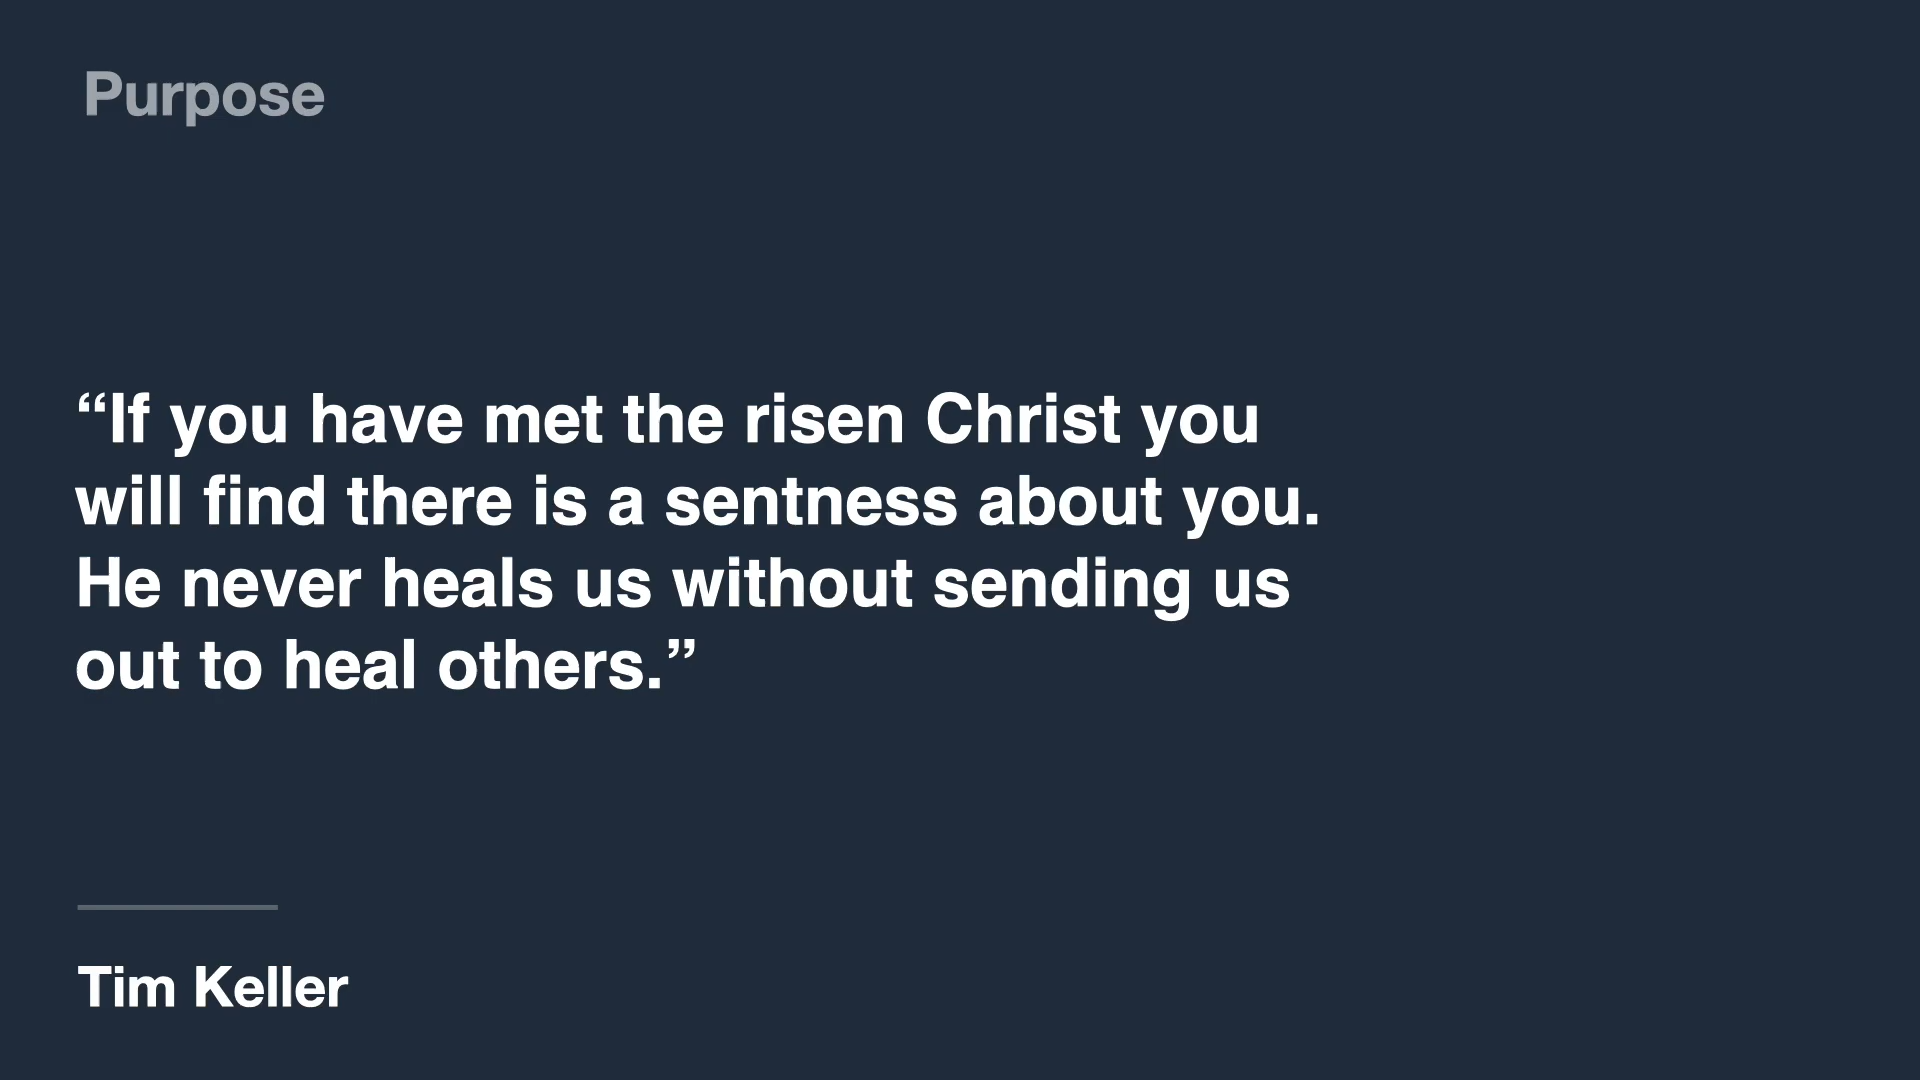 Purpose
“If you have met the risen Christ you
will find there is a sentness about you.
He never heals us without sending us
out to heal others.”
Tim Keller